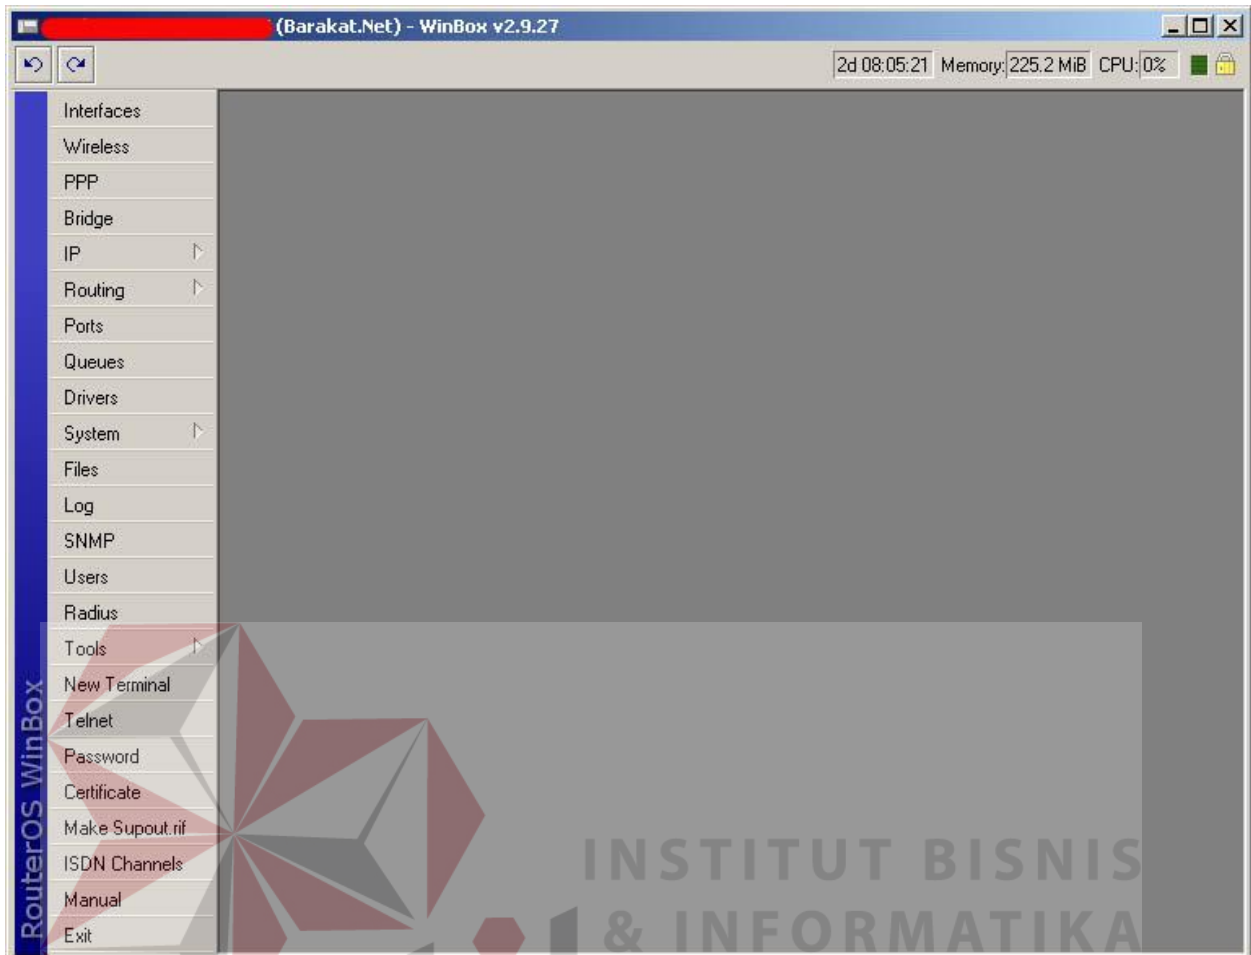 (Barakat.Net) - WinBox v2.9.27
2d 08:05:21 Memory: 225.2 MiB CPU: 0%
Interfaces
Wireless
PPP
Bridge
IP
Routing
Ports
Queues
Drivers
System
Files
Log
SNMP
Users
Radius
Tools
New Terminal
Telnet
Password
Certificate
Make Supout.rif
ISDN Channels
Manual
Exit
RouterOS WinBox
INSTITUT BISNIS
& INFORMATIKA